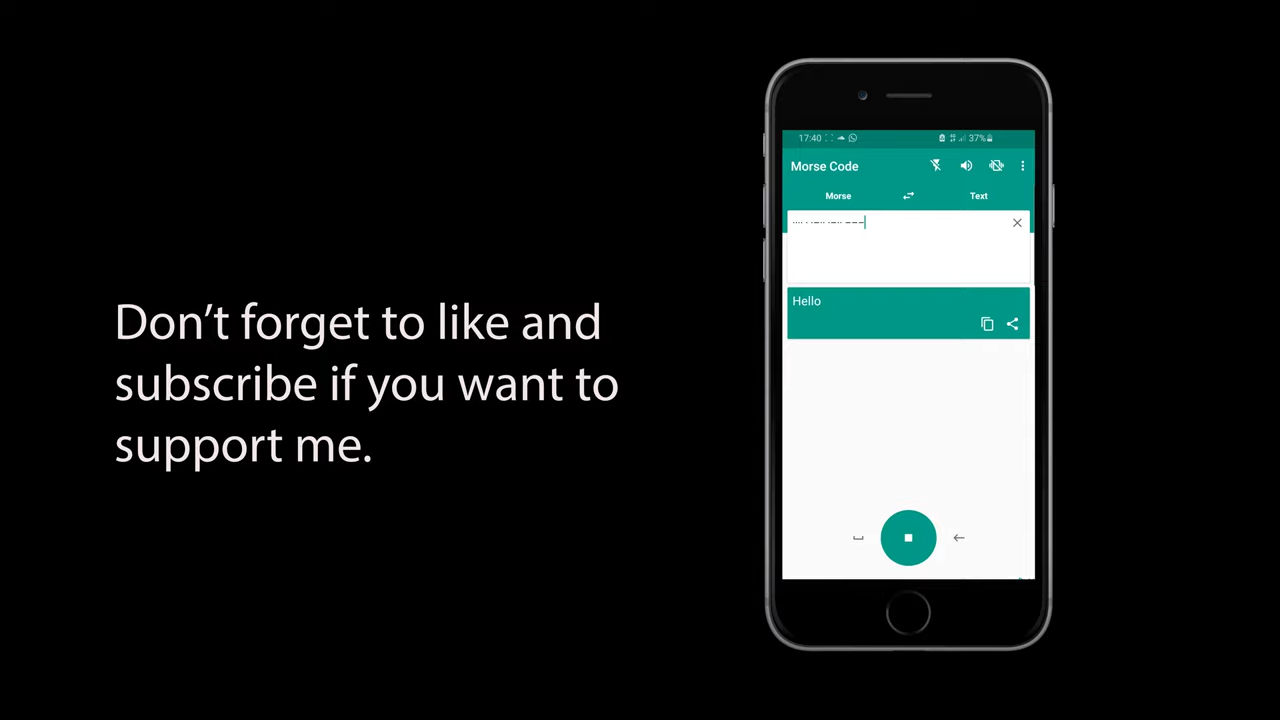 Don't forget to like and
subscribe if you want to
support me.
17:40 37%
Morse Code
Morse Text
Hello